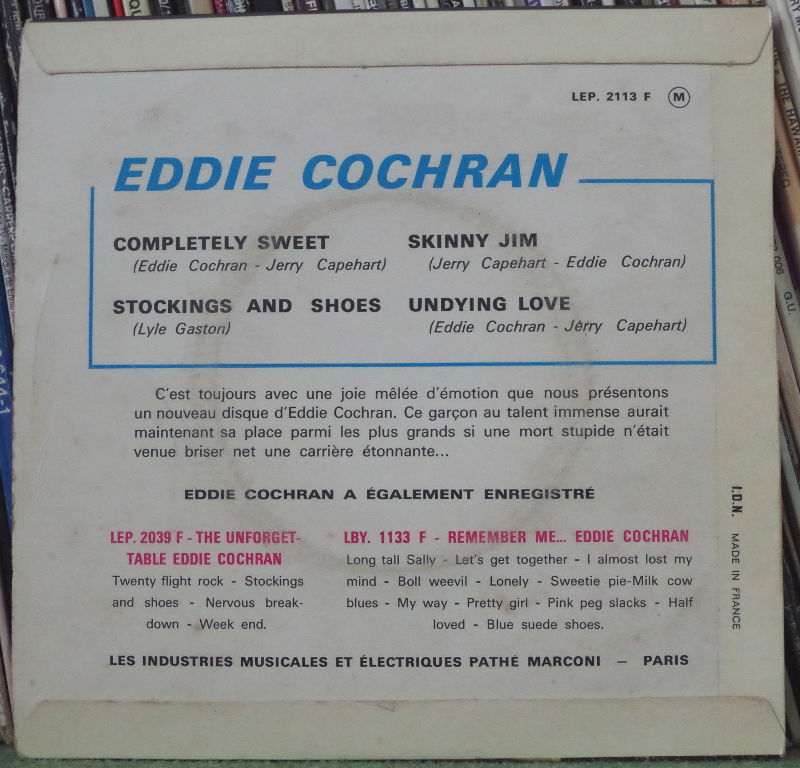 LEP. 2113 F M
EDDIE COCHRAN
COMPLETELY SWEET
(Eddie Cochran - Jerry Capehart)
SKINNY JIM
(Jerry Capehart - Eddie Cochran)
STOCKINGS AND SHOES
(Lyle Gaston)
UNDYING LOVE
(Eddie Cochran - Jerry Capehart)
C'est toujours avec une joie mêlée d'émotion que nous présentons
un nouveau disque d'Eddie Cochran. Ce garçon au talent immense aurait
maintenant sa place parmi les plus grands si une mort stupide n'était
venue briser net une carrière étonnante...
EDDIE COCHRAN A ÉGALEMENT ENREGISTRÉ
LEP. 2039 F - THE UNFORGET-
TABLE EDDIE COCHRAN
Twenty flight rock - Stockings
and shoes - Nervous break-
down - Week end.
LBY. 1133 F - REMEMBER ME... EDDIE COCHRAN
Long tall Sally - Let's get together - I almost lost my
mind - Boll weevil - Lonely - Sweetie pie-Milk cow
blues - My way - Pretty girl - Pink peg slacks - Half
loved - Blue suede shoes.
LES INDUSTRIES MUSICALES ET ÉLECTRIQUES PATHÉ MARCONI — PARIS
I.D.N. MADE IN FRANCE
THE HAWAI
STEREO
006 G.U.
644-1